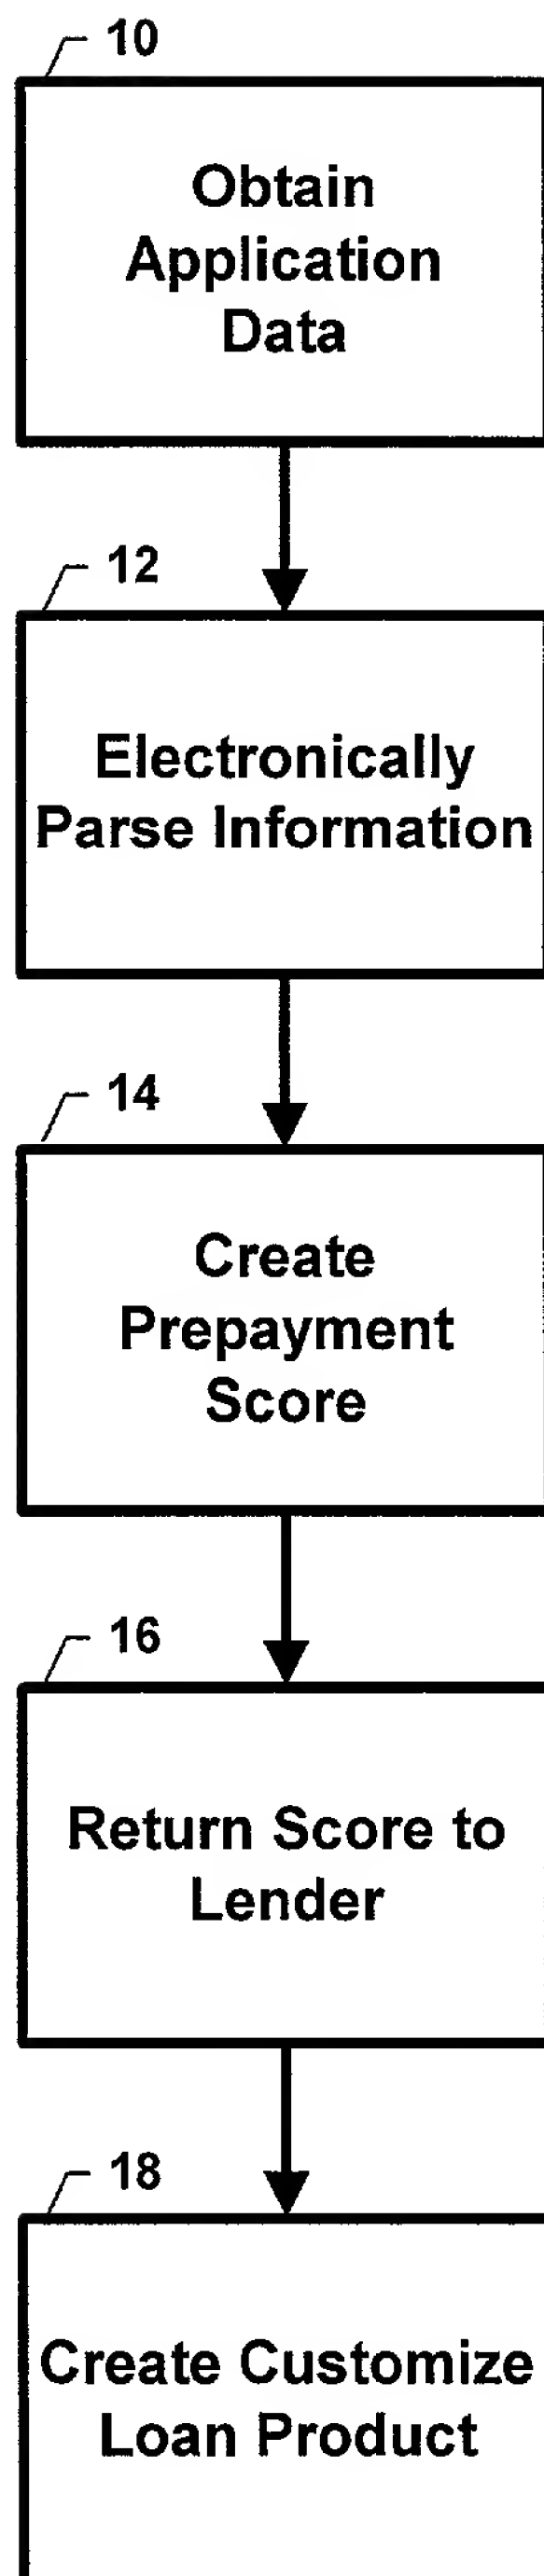 10
Obtain
Application
Data
12
Electronically
Parse Information
14
Create
Prepayment
Score
16
Return Score to
Lender
18
Create Customize
Loan Product